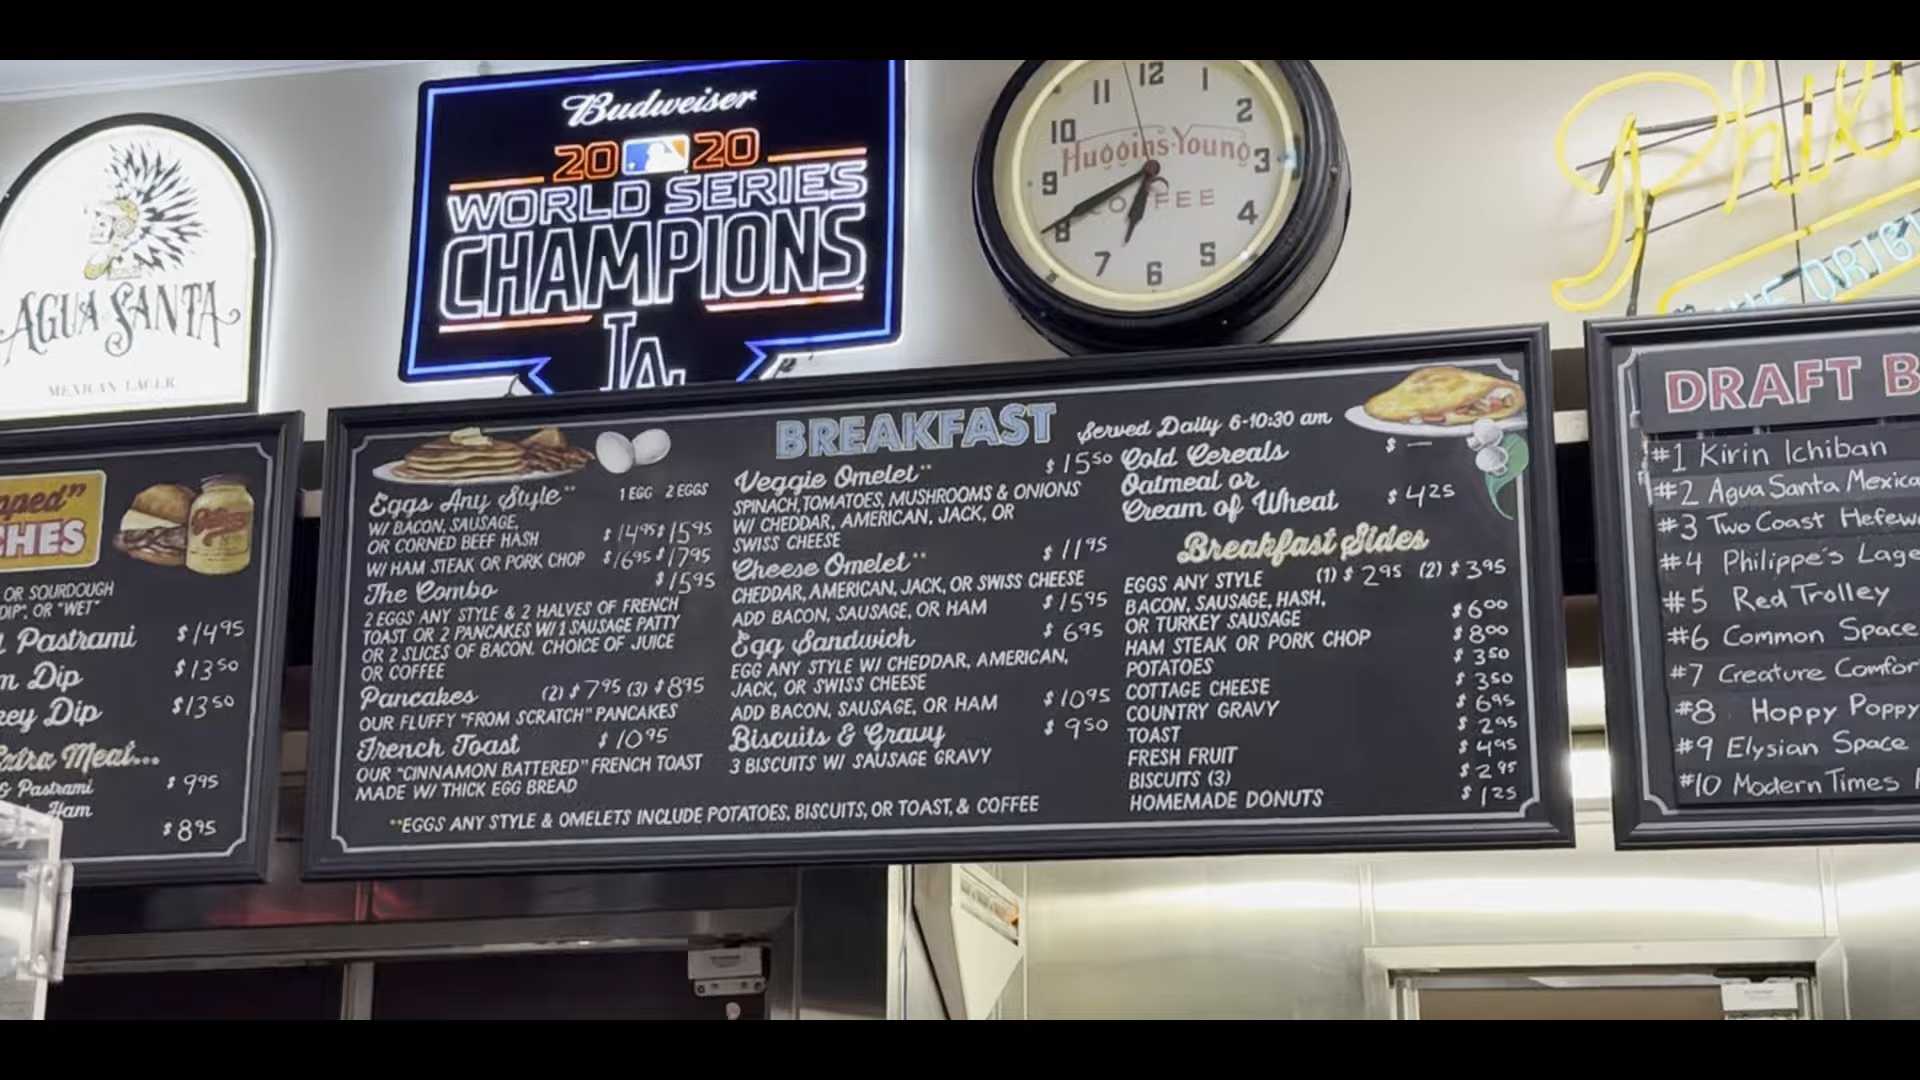 Budweiser
20 20
WORLD SERIES
CHAMPIONS
LA
AGUA SANTA
MEXICAN LAGER
11 12 1
10 2
9 3
8 4
7 6 5
Huggins-Young
COFFEE
OR SOURDOUGH
DIP", OR "WET"
Pastrami $14.95
Dip $13.50
Dip $13.50
Extra Meat...
& Pastrami $9.95
Ham $8.95
BREAKFAST
Served Daily 6-10:30 am
Eggs Any Style** 1 EGG 2 EGGS
W/ BACON, SAUSAGE,
OR CORNED BEEF HASH $14.95 $15.95
W/ HAM STEAK OR PORK CHOP $16.95 $17.95
The Combo $15.95
2 EGGS ANY STYLE & 2 HALVES OF FRENCH
TOAST OR 2 PANCAKES W/ 1 SAUSAGE PATTY
OR 2 SLICES OF BACON. CHOICE OF JUICE
OR COFFEE
Pancakes (2) $7.95 (3) $8.95
OUR FLUFFY "FROM SCRATCH" PANCAKES
French Toast $10.95
OUR "CINNAMON BATTERED" FRENCH TOAST
MADE W/ THICK EGG BREAD
Veggie Omelet** $15.50
SPINACH, TOMATOES, MUSHROOMS & ONIONS
W/ CHEDDAR, AMERICAN, JACK, OR
SWISS CHEESE
Cheese Omelet** $11.95
CHEDDAR, AMERICAN, JACK, OR SWISS CHEESE
ADD BACON, SAUSAGE, OR HAM $15.95
Egg Sandwich $6.95
EGG ANY STYLE W/ CHEDDAR, AMERICAN,
JACK, OR SWISS CHEESE
ADD BACON, SAUSAGE, OR HAM $10.95
Biscuits & Gravy $9.50
3 BISCUITS W/ SAUSAGE GRAVY
**EGGS ANY STYLE & OMELETS INCLUDE POTATOES, BISCUITS, OR TOAST, & COFFEE
Cold Cereals $ —
Oatmeal or
Cream of Wheat $4.25
Breakfast Sides
EGGS ANY STYLE (1) $2.95 (2) $3.95
BACON, SAUSAGE, HASH,
OR TURKEY SAUSAGE $6.00
HAM STEAK OR PORK CHOP $8.00
POTATOES $3.50
COTTAGE CHEESE $3.50
COUNTRY GRAVY $6.95
TOAST $2.95
FRESH FRUIT $4.95
BISCUITS (3) $2.95
HOMEMADE DONUTS $1.25
DRAFT
#1 Kirin Ichiban
#2 Agua Santa
#3 Two Coast
#4 Philippe's
#5 Red Trolley
#6 Common Space
#7 Creature
#8 Hoppy Poppy
#9 Elysian Space
#10 Modern Times